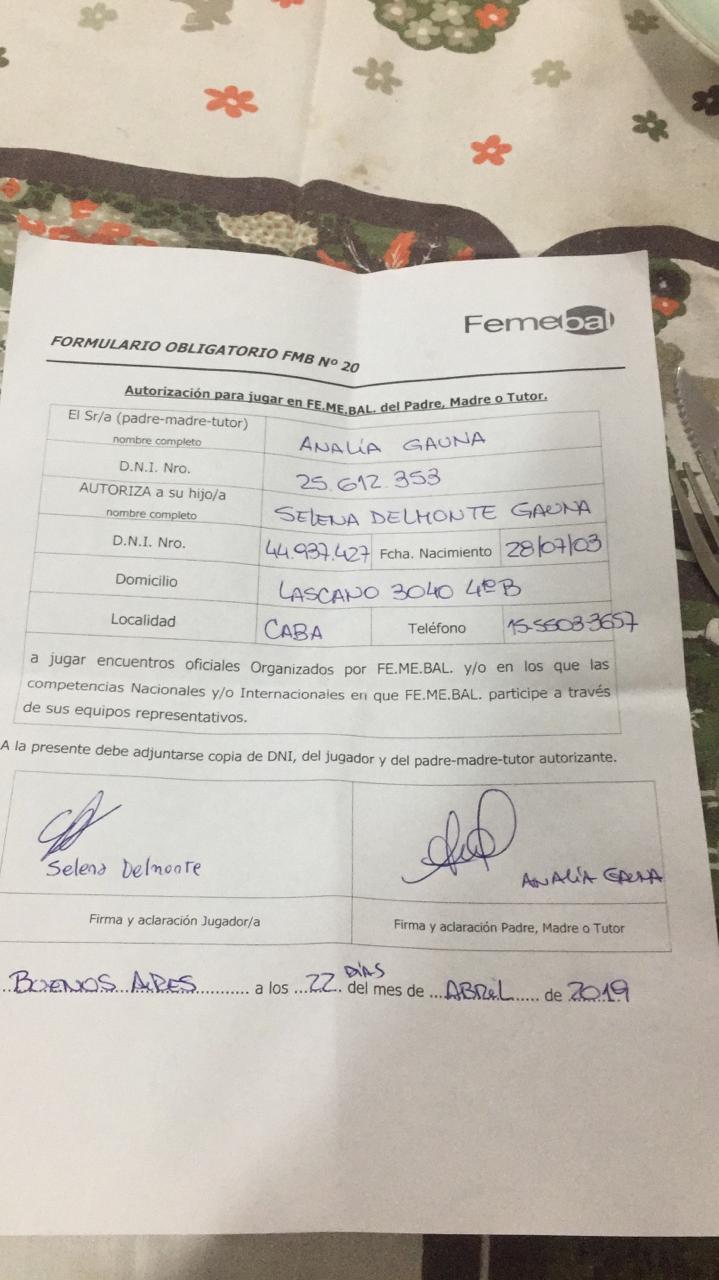 Femebal
FORMULARIO OBLIGATORIO FMB Nº 20
Autorización para jugar en FE.ME.BAL. del Padre, Madre o Tutor.
El Sr/a (padre-madre-tutor)
nombre completo
ANALÍA GAUNA
D.N.I. Nro.
25.612.353
AUTORIZA a su hijo/a
nombre completo
SELENA DELMONTE GAUNA
D.N.I. Nro.
44.937.427
Fcha. Nacimiento
28/07/03
Domicilio
LASCANO 3040 4ºB
Localidad
CABA
Teléfono
15-5503-3657
a jugar encuentros oficiales Organizados por FE.ME.BAL. y/o en los que las
competencias Nacionales y/o Internacionales en que FE.ME.BAL. participe a través
de sus equipos representativos.
A la presente debe adjuntarse copia de DNI, del jugador y del padre-madre-tutor autorizante.
Selena Delmonte
ANALÍA GAUNA
Firma y aclaración Jugador/a
Firma y aclaración Padre, Madre o Tutor
..BUENOS...AIRES........... a los ...22. DÍAS del mes de ...ABRIL..... de 2019